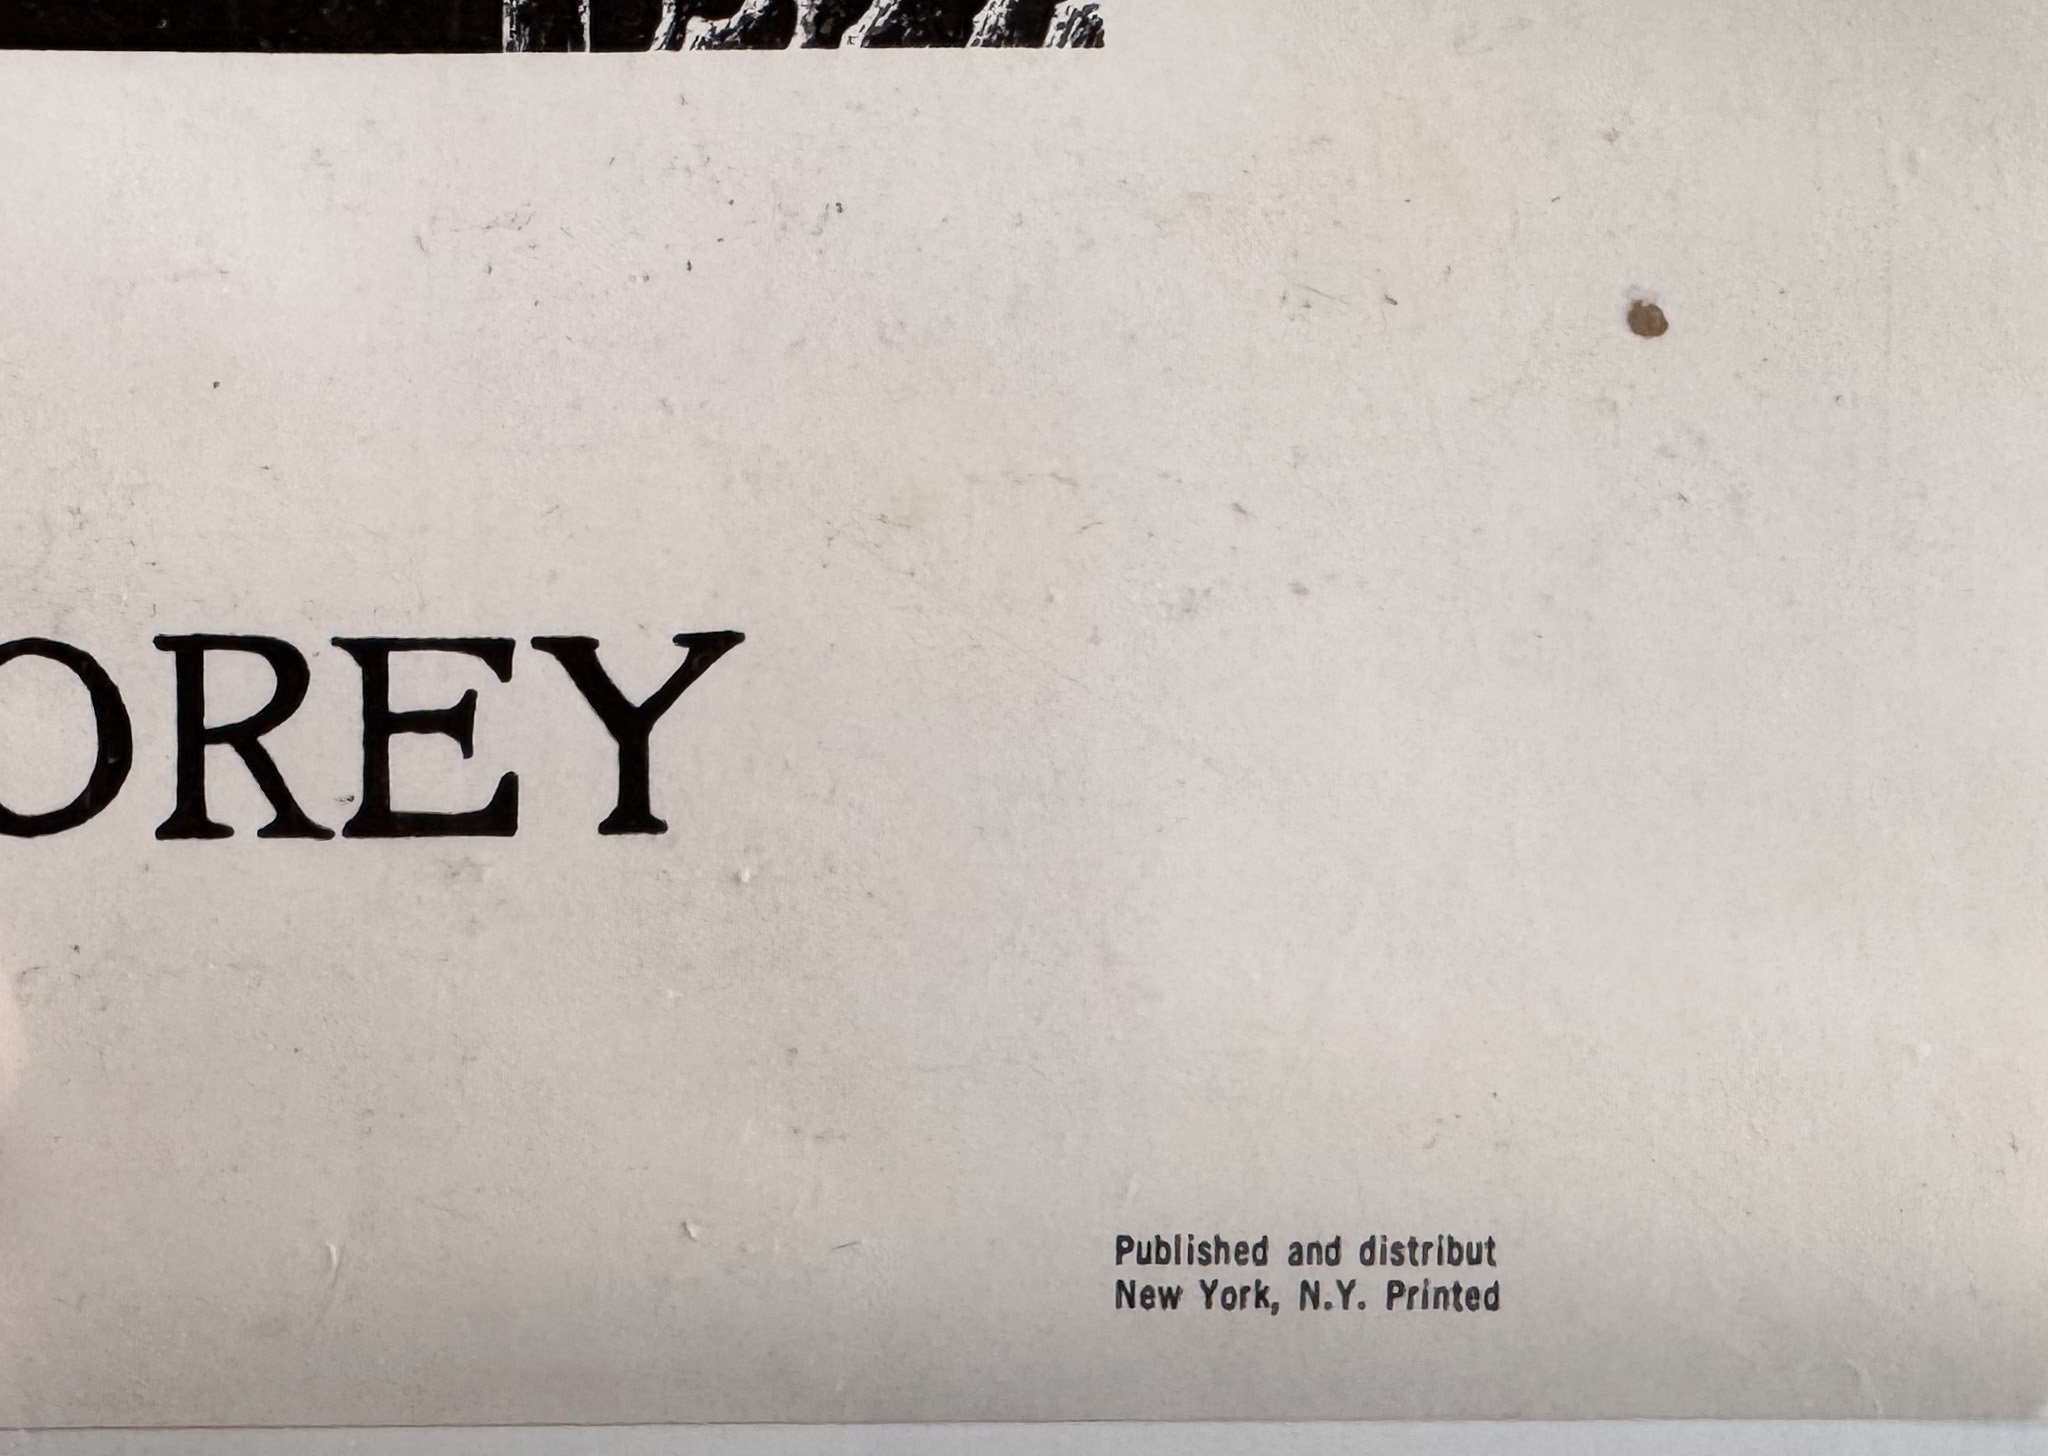 OREY
Published and distribut
New York, N.Y. Printed